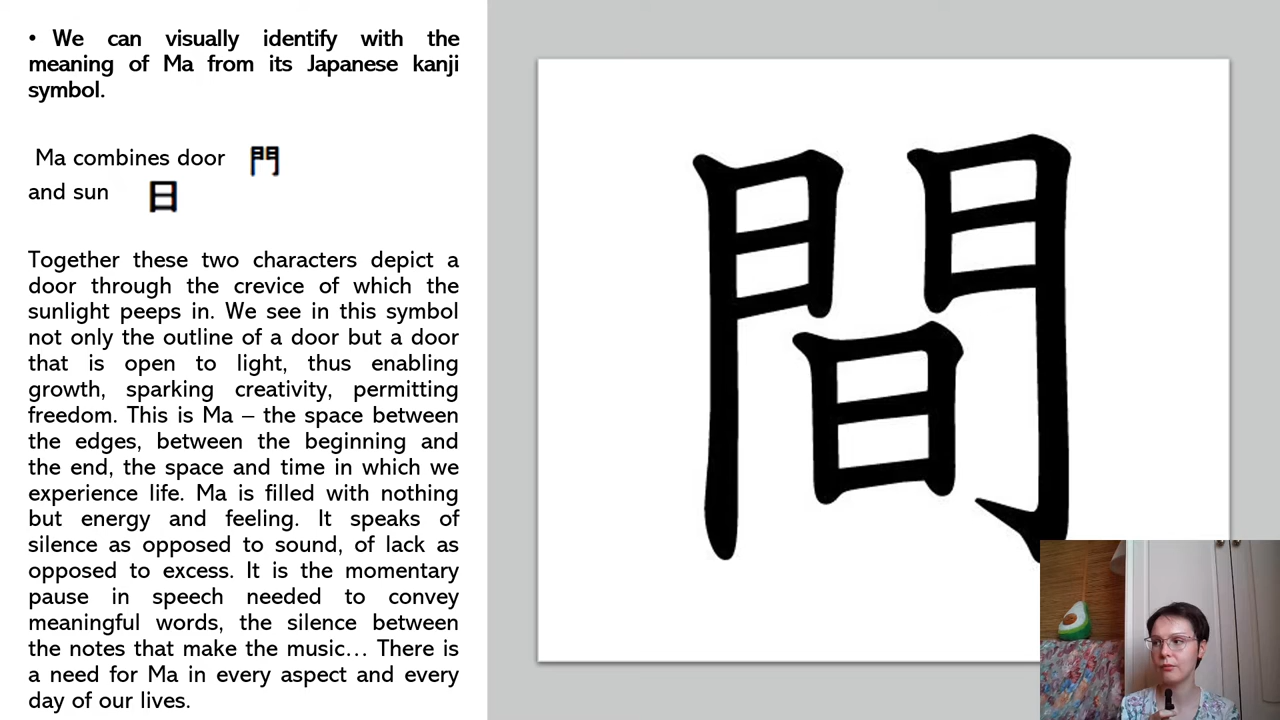 • We can visually identify with the
meaning of Ma from its Japanese kanji
symbol.
Ma combines door 門
and sun 日
Together these two characters depict a
door through the crevice of which the
sunlight peeps in. We see in this symbol
not only the outline of a door but a door
that is open to light, thus enabling
growth, sparking creativity, permitting
freedom. This is Ma – the space between
the edges, between the beginning and
the end, the space and time in which we
experience life. Ma is filled with nothing
but energy and feeling. It speaks of
silence as opposed to sound, of lack as
opposed to excess. It is the momentary
pause in speech needed to convey
meaningful words, the silence between
the notes that make the music… There is
a need for Ma in every aspect and every
day of our lives.
間